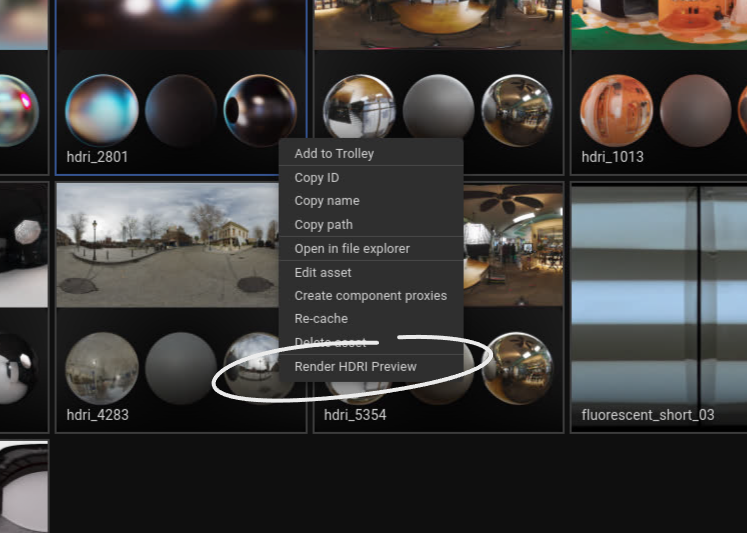 hdri_2801
hdri_1013
Add to Trolley
Copy ID
Copy name
Copy path
Open in file explorer
Edit asset
Create component proxies
Re-cache
Delete asset
Render HDRI Preview
hdri_4283
hdri_5354
fluorescent_short_03